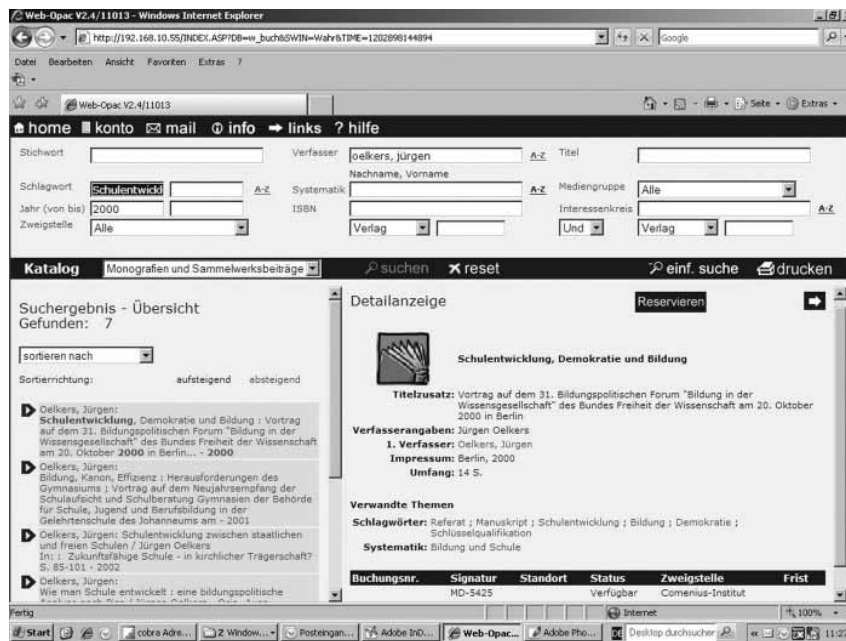 Web-Opac V2.4/11013 - Windows Internet Explorer
http://192.168.10.55/INDEX.ASP?DB=w_buch&SWIN=Wahr&TIME=1202898144894
Google
Datei Bearbeiten Ansicht Favoriten Extras ?
Web-Opac V2.4/11013
Seite Extras
home konto mail info links ? hilfe
Stichwort Verfasser oelkers, jürgen A-Z Titel
Nachname, Vorname
Schlagwort Schulentwickl A-Z Systematik A-Z Mediengruppe Alle
Jahr (von bis) 2000 ISBN Interessenkreis A-Z
Zweigstelle Alle Verlag Und Verlag
Katalog Monografien und Sammelwerksbeiträge suchen reset einf. suche drucken
Suchergebnis - Übersicht
Gefunden: 7
sortieren nach
Sortierrichtung: aufsteigend absteigend
Oelkers, Jürgen:
Schulentwicklung, Demokratie und Bildung : Vortrag
auf dem 31. Bildungspolitischen Forum "Bildung in der
Wissensgesellschaft" des Bundes Freiheit der Wissenschaft
am 20. Oktober 2000 in Berlin... - 2000
Oelkers, Jürgen:
Bildung, Kanon, Effizienz : Herausforderungen des
Gymnasiums ; Vortrag auf dem Neujahrsempfang der
Schulaufsicht und Schulberatung Gymnasien der Behörde
für Schule, Jugend und Berufsbildung in der
Gelehrtenschule des Johanneums am - 2001
Oelkers, Jürgen: Schulentwicklung zwischen staatlichen
und freien Schulen / Jürgen Oelkers
In: : Zukunftsfähige Schule - in kirchlicher Trägerschaft?
S. 85-101 - 2002
Oelkers, Jürgen:
Wie man Schule entwickelt : eine bildungspolitische
Detailanzeige Reservieren
Schulentwicklung, Demokratie und Bildung
Titelzusatz: Vortrag auf dem 31. Bildungspolitischen Forum "Bildung in der
Wissensgesellschaft" des Bundes Freiheit der Wissenschaft am 20. Oktober
2000 in Berlin
Verfasserangaben: Jürgen Oelkers
1. Verfasser: Oelkers, Jürgen
Impressum: Berlin, 2000
Umfang: 14 S.
Verwandte Themen
Schlagwörter: Referat ; Manuskript ; Schulentwicklung ; Bildung ; Demokratie ;
Schlüsselqualifikation
Systematik: Bildung und Schule
Buchungsnr. Signatur Standort Status Zweigstelle Frist
MD-5425 Verfügbar Comenius-Institut
Fertig Internet 100%
Start cobra Adre... 2 Window... Posteingan... Adobe InD... Web-Opac... Adobe Pho... Desktop durchsuchen